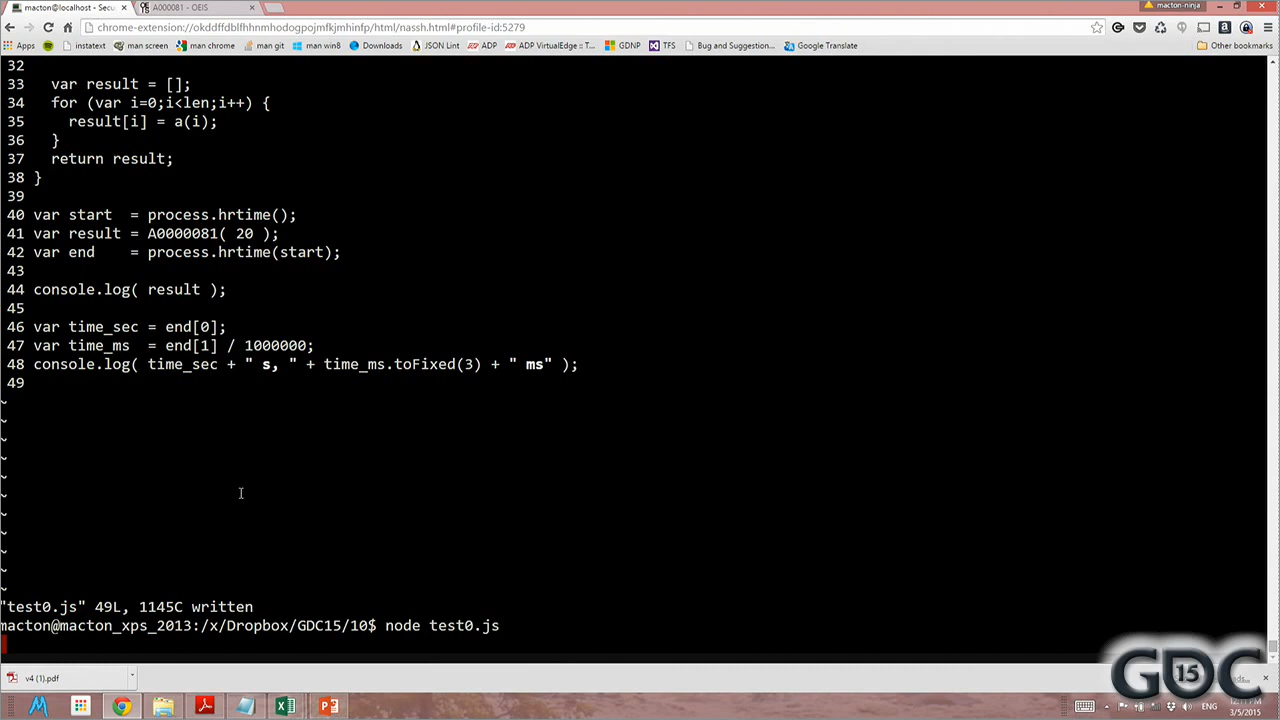 macton@localhost - Secu
A000081 - OEIS
macton-ninja
chrome-extension://okddffdblfhhnmhodogpojmfkjmhinfp/html/nassh.html#profile-id:5279
Apps
instatext
man screen
man chrome
man git
man win8
Downloads
JSON Lint
ADP
ADP VirtualEdge = T...
GDNP
TFS
Bug and Suggestion...
Google Translate
Other bookmarks
32
33 var result = [];
34 for (var i=0;i<len;i++) {
35 result[i] = a(i);
36 }
37 return result;
38 }
39
40 var start = process.hrtime();
41 var result = A0000081( 20 );
42 var end = process.hrtime(start);
43
44 console.log( result );
45
46 var time_sec = end[0];
47 var time_ms = end[1] / 1000000;
48 console.log( time_sec + " s, " + time_ms.toFixed(3) + " ms" );
49
~
~
~
~
~
~
~
~
~
~
~
"test0.js" 49L, 1145C written
macton@macton_xps_2013:/x/Dropbox/GDC15/10$ node test0.js
v4 (1).pdf
GDC 15
ENG
12:11 PM
3/5/2015